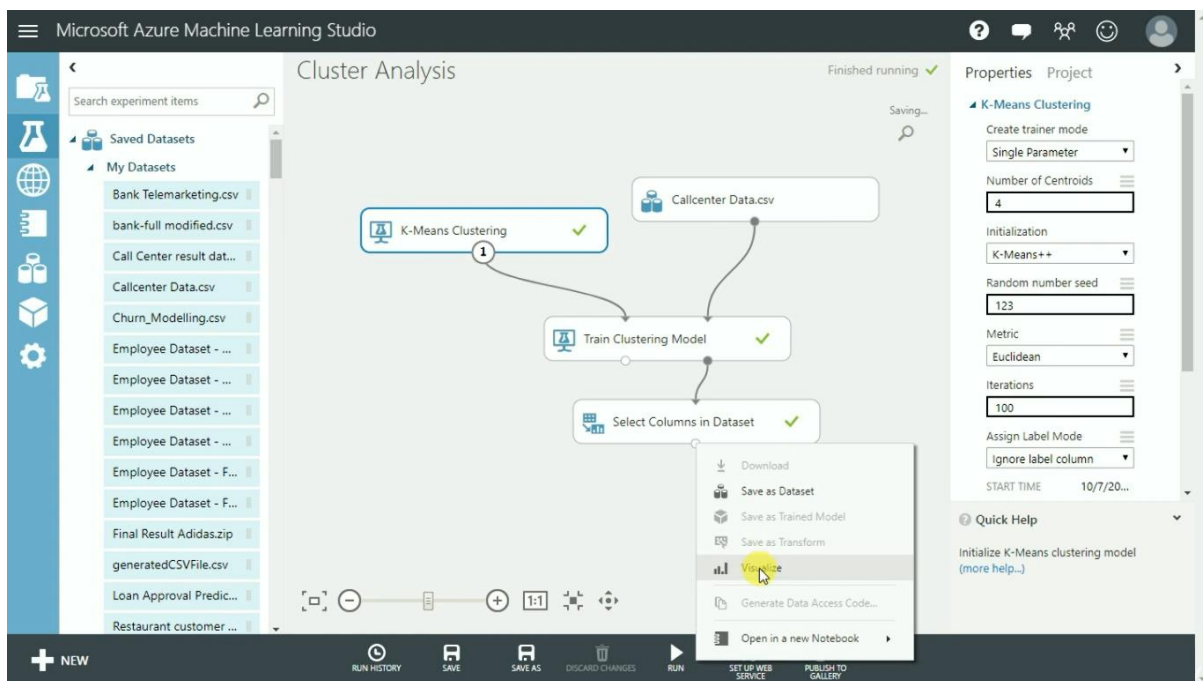 Microsoft Azure Machine Learning Studio
?
Search experiment items
Saved Datasets
My Datasets
Bank Telemarketing.csv
bank-full modified.csv
Call Center result dat...
Callcenter Data.csv
Churn_Modelling.csv
Employee Dataset - ...
Employee Dataset - ...
Employee Dataset - ...
Employee Dataset - ...
Employee Dataset - F...
Employee Dataset - F...
Final Result Adidas.zip
generatedCSVFile.csv
Loan Approval Predic...
Restaurant customer ...
Cluster Analysis
Finished running
Saving...
Callcenter Data.csv
K-Means Clustering
1
Train Clustering Model
Select Columns in Dataset
Download
Save as Dataset
Save as Trained Model
Save as Transform
Visualize
Generate Data Access Code...
Open in a new Notebook
1:1
Properties Project
K-Means Clustering
Create trainer mode
Single Parameter
Number of Centroids
4
Initialization
K-Means++
Random number seed
123
Metric
Euclidean
Iterations
100
Assign Label Mode
Ignore label column
START TIME 10/7/20...
Quick Help
Initialize K-Means clustering model
(more help...)
NEW
RUN HISTORY
SAVE
SAVE AS
DISCARD CHANGES
RUN
SET UP WEB
SERVICE
PUBLISH TO
GALLERY